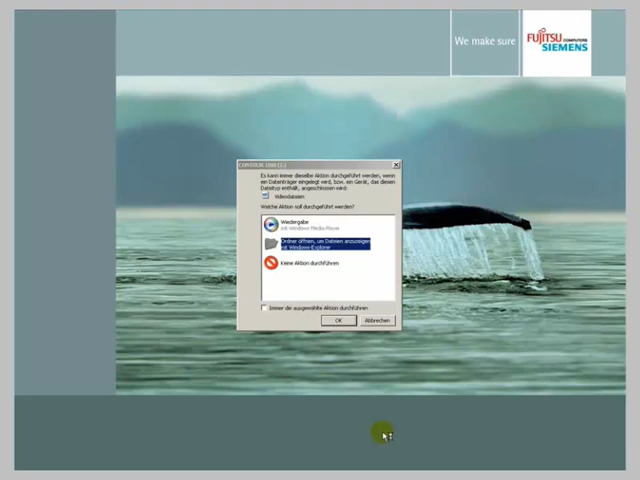 We make sure
FUJITSU COMPUTERS
SIEMENS
Es kann immer dieselbe Aktion durchgeführt werden, wenn
ein Datenträger eingelegt wird, bzw. ein Gerät, das diesen
Dateityp enthält, angeschlossen wird:
Videodateien
Welche Aktion soll durchgeführt werden?
Wiedergabe
mit Windows Media Player
Ordner öffnen, um Dateien anzuzeigen
mit Windows-Explorer
Keine Aktion durchführen
Immer die ausgewählte Aktion durchführen
OK
Abbrechen